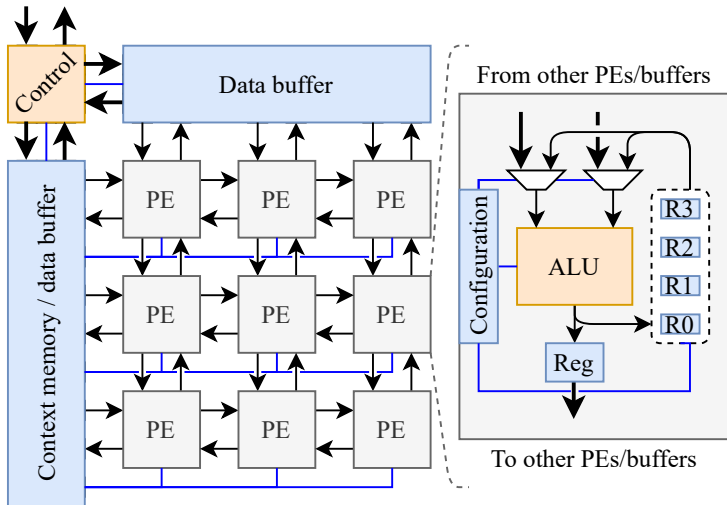 Control
Data buffer
Context memory / data buffer
PE
PE
PE
PE
PE
PE
PE
PE
PE
From other PEs/buffers
Configuration
ALU
R3
R2
R1
R0
Reg
To other PEs/buffers